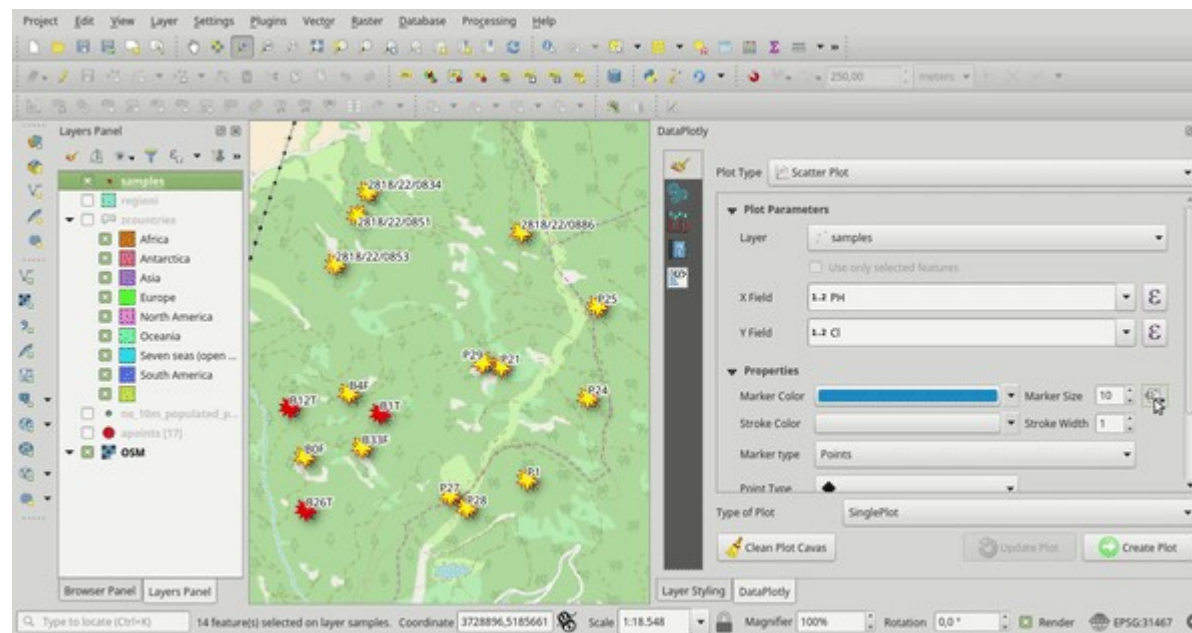 Project Edit View Layer Settings Plugins Vector Raster Database Processing Help
250,00 meters
Layers Panel
samples
regioni
zcountries
Africa
Antarctica
Asia
Europe
North America
Oceania
Seven seas (open ...
South America
ne_10m_populated_p...
apoints [17]
OSM
Browser Panel Layers Panel
2818/22/0834
2818/22/0851
2818/22/0886
2818/22/0853
P25
P29 P21
P24
B4F
B12T B1T
B33F
B0F
P1
P27
P28
B26T
DataPlotly
Plot Type Scatter Plot
Plot Parameters
Layer samples
Use only selected features
X Field 1.2 PH
Y Field 1.2 Cl
Properties
Marker Color Marker Size 10
Stroke Color Stroke Width 1
Marker type Points
Point Type
Type of Plot SinglePlot
Clean Plot Cavas Update Plot Create Plot
Layer Styling DataPlotly
Type to locate (Ctrl+K) 14 feature(s) selected on layer samples. Coordinate 3728896,5185661 Scale 1:18.548 Magnifier 100% Rotation 0,0 ° Render EPSG:31467